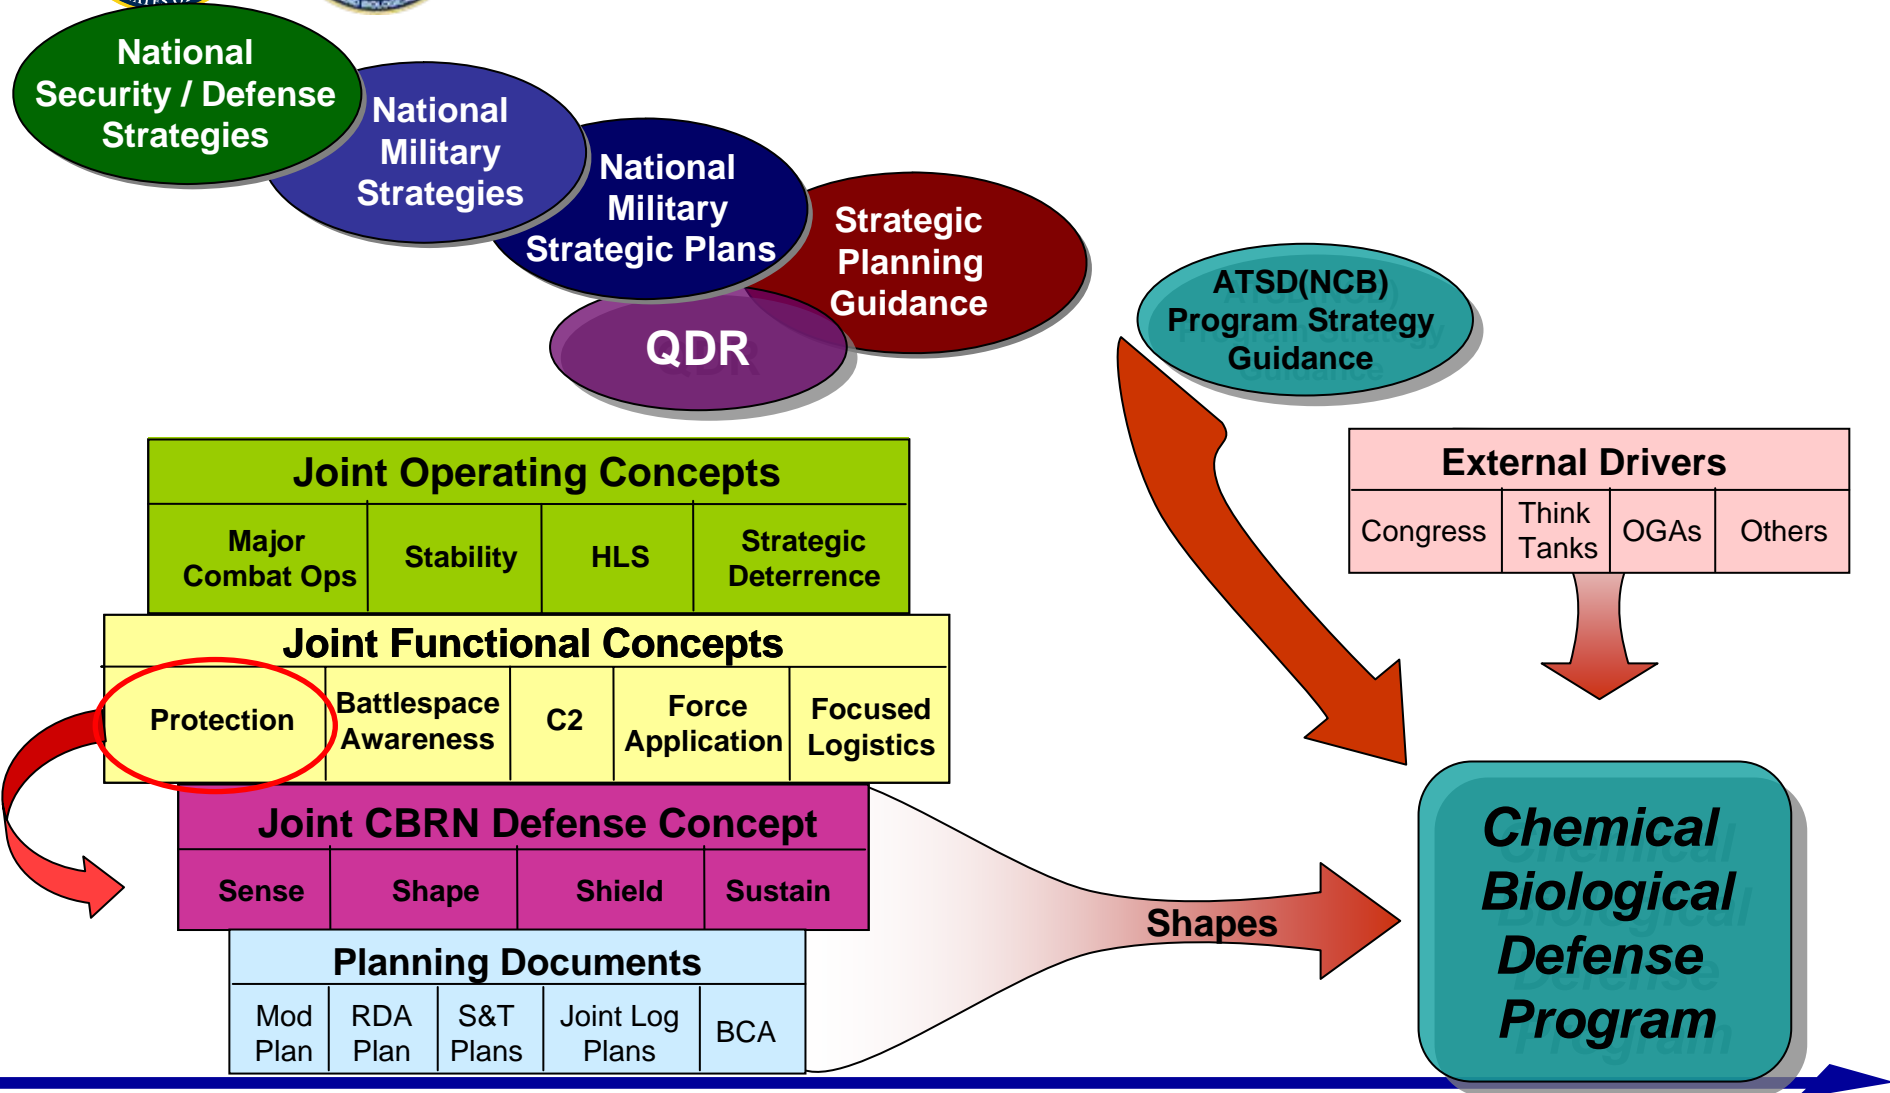 National
Security / Defense
Strategies
National
Military
Strategies
National
Military
Strategic Plans
Strategic
Planning
Guidance
QDR
ATSD(NCB)
Program Strategy
Guidance
Joint Operating Concepts
Major
Combat Ops
Stability
HLS
Strategic
Deterrence
External Drivers
Congress
Think
Tanks
OGAs
Others
Joint Functional Concepts
Protection
Battlespace
Awareness
C2
Force
Application
Focused
Logistics
Joint CBRN Defense Concept
Sense
Shape
Shield
Sustain
Shapes
Planning Documents
Mod
Plan
RDA
Plan
S&T
Plans
Joint Log
Plans
BCA
Chemical
Biological
Defense
Program